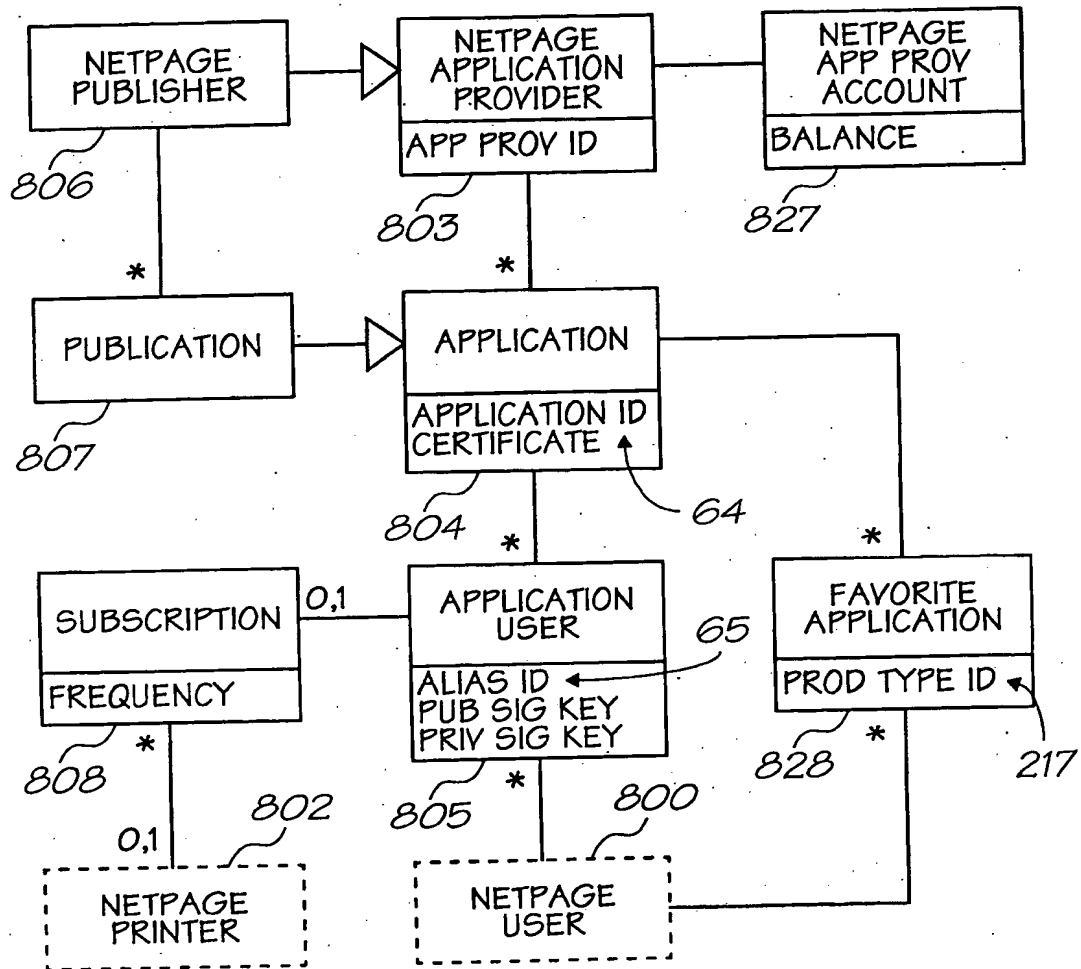 NETPAGE
PUBLISHER
806
NETPAGE
APPLICATION
PROVIDER
APP PROV ID
803
NETPAGE
APP PROV
ACCOUNT
BALANCE
827
*
*
PUBLICATION
807
APPLICATION
APPLICATION ID
CERTIFICATE
804
64
*
*
SUBSCRIPTION
FREQUENCY
808
0,1
APPLICATION
USER
ALIAS ID
PUB SIG KEY
PRIV SIG KEY
805
65
FAVORITE
APPLICATION
PROD TYPE ID
828
217
*
*
*
0,1
802
NETPAGE
PRINTER
800
NETPAGE
USER